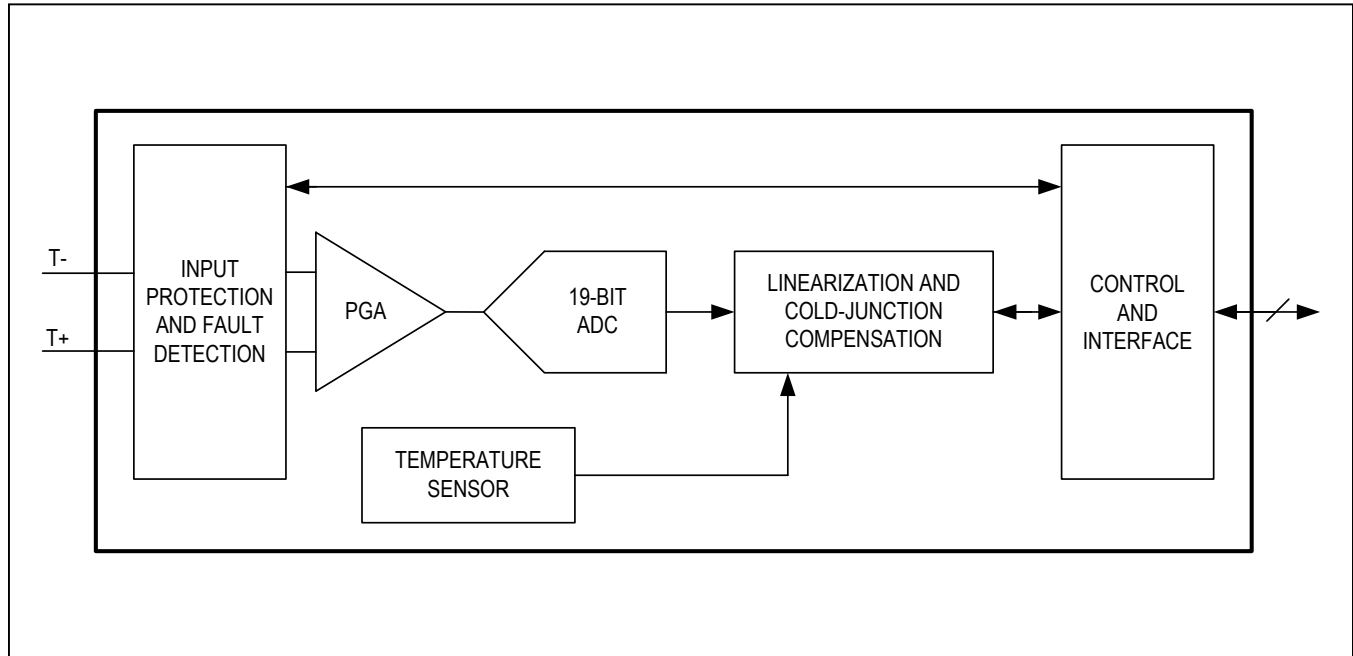 T-
T+
INPUT
PROTECTION
AND FAULT
DETECTION
PGA
19-BIT
ADC
LINEARIZATION AND
COLD-JUNCTION
COMPENSATION
CONTROL
AND
INTERFACE
TEMPERATURE
SENSOR